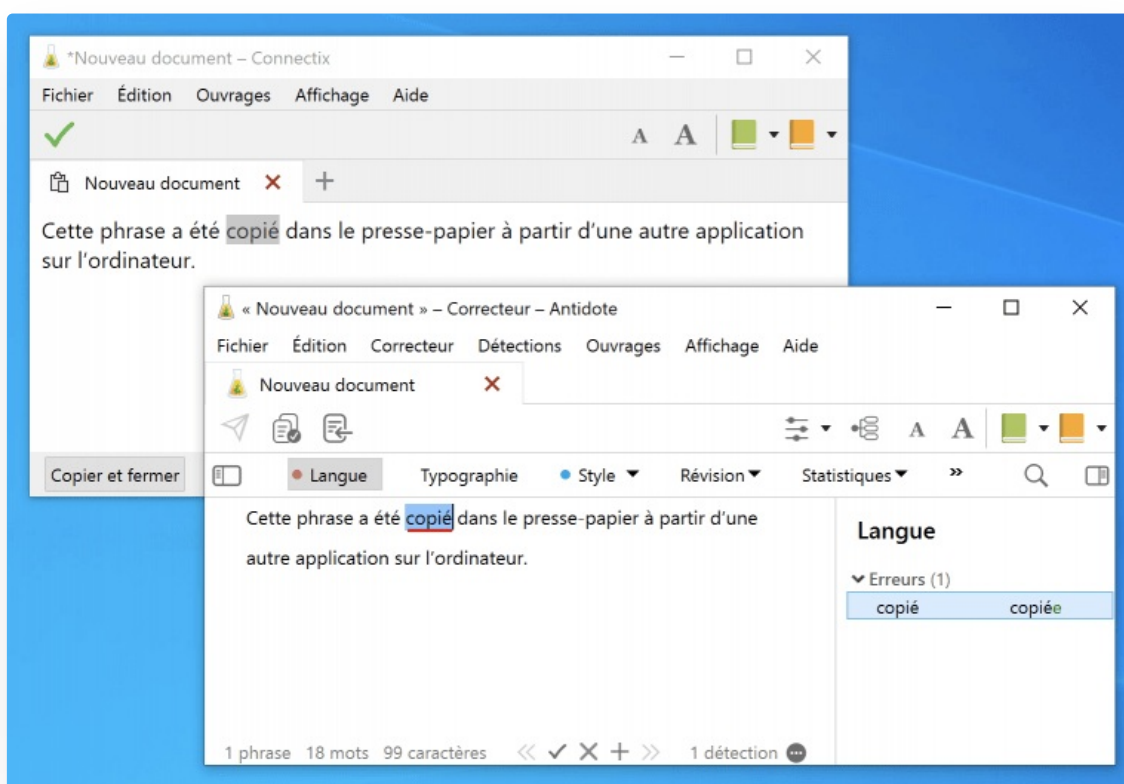 *Nouveau document – Connectix
Fichier Édition Ouvrages Affichage Aide
A A
Nouveau document
Cette phrase a été copié dans le presse-papier à partir d’une autre application
sur l’ordinateur.
Copier et fermer
« Nouveau document » – Correcteur – Antidote
Fichier Édition Correcteur Détections Ouvrages Affichage Aide
Nouveau document
A A
Langue Typographie Style Révision Statistiques »
Cette phrase a été copié dans le presse-papier à partir d’une
autre application sur l’ordinateur.
Langue
Erreurs (1)
copié copiée
1 phrase 18 mots 99 caractères 1 détection